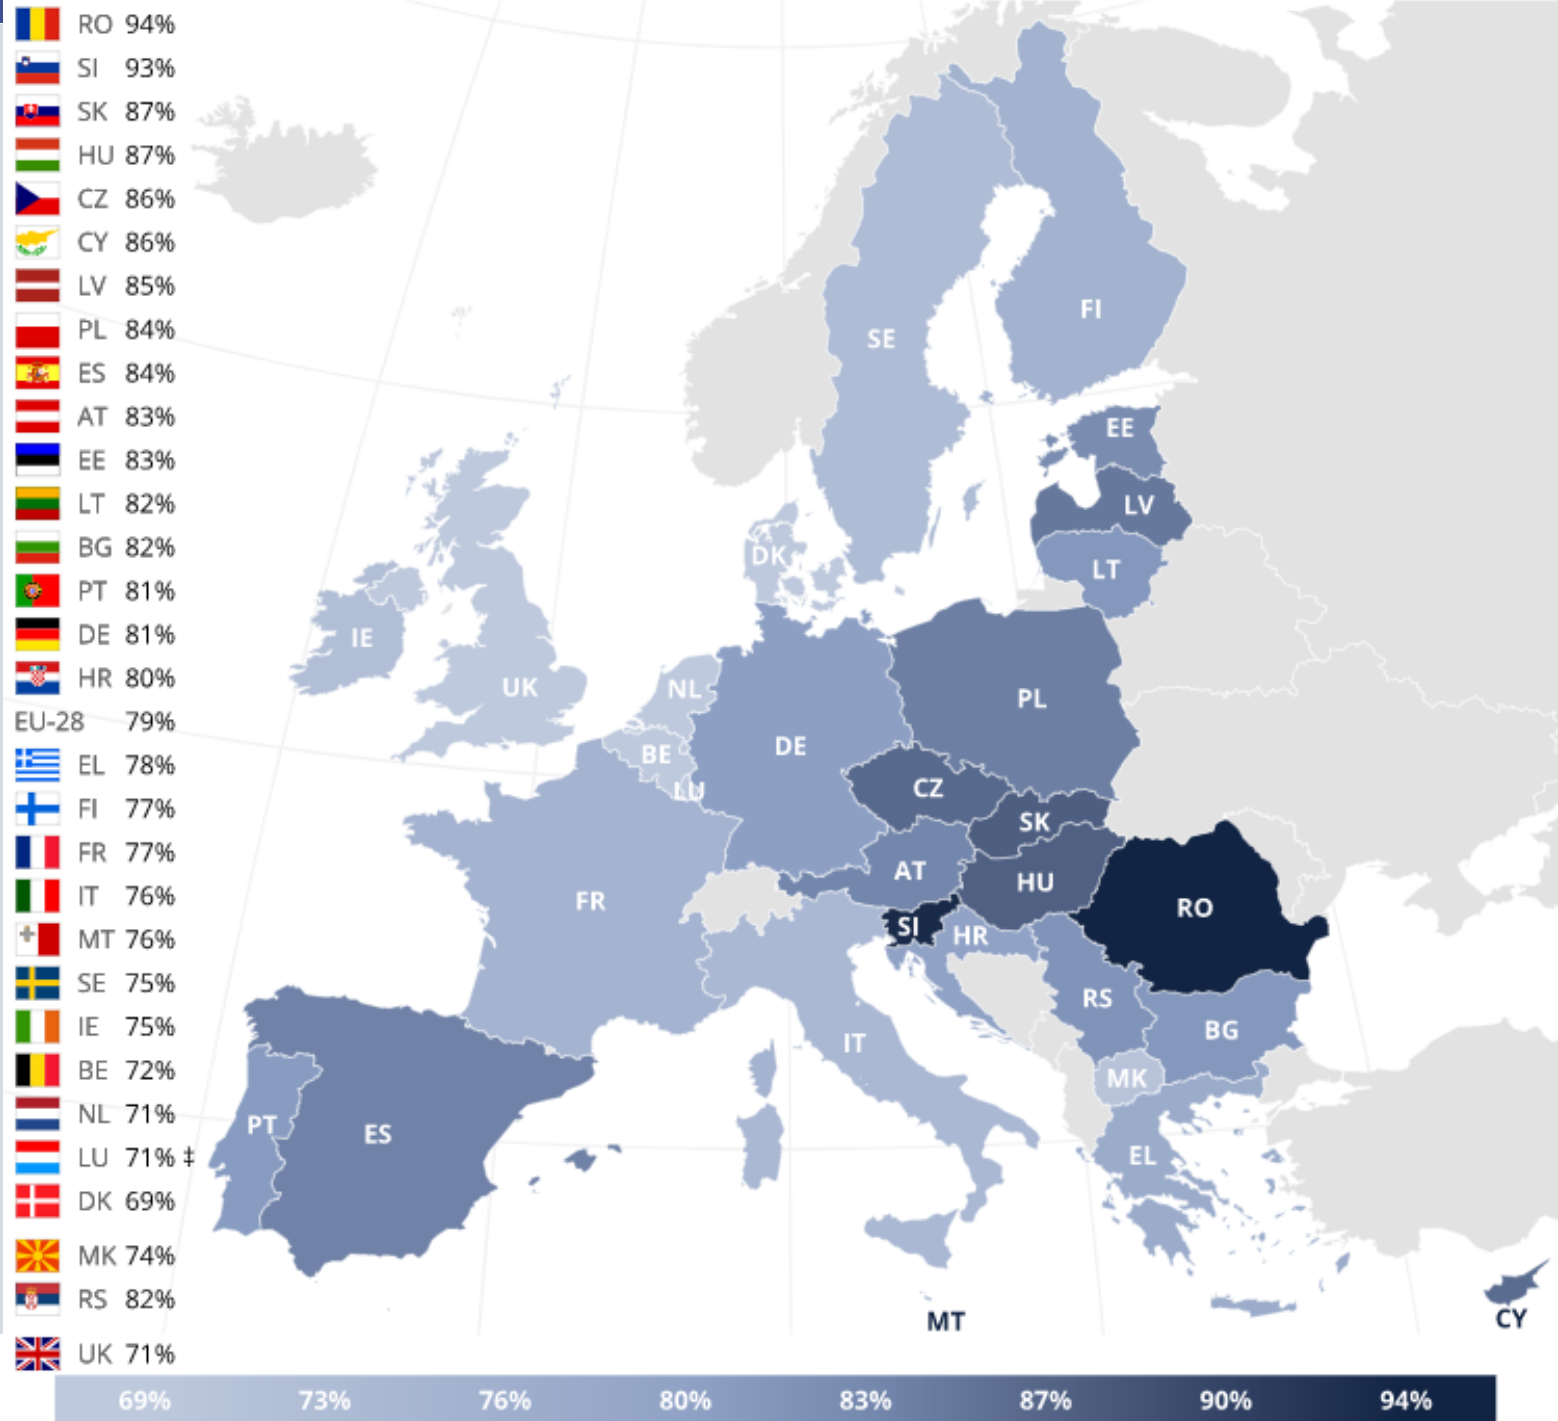 RO 94%
SI 93%
SK 87%
HU 87%
CZ 86%
CY 86%
LV 85%
PL 84%
ES 84%
AT 83%
EE 83%
LT 82%
BG 82%
PT 81%
DE 81%
HR 80%
EU-28 79%
EL 78%
FI 77%
FR 77%
IT 76%
MT 76%
SE 75%
IE 75%
BE 72%
NL 71%
LU 71% ‡
DK 69%
MK 74%
RS 82%
UK 71%
FI
SE
EE
LV
DK
LT
IE
UK
NL
PL
DE
BE
CZ
LU
SK
AT
HU
FR
RO
SI
HR
RS
BG
IT
MK
PT
ES
EL
MT
CY
69% 73% 76% 80% 83% 87% 90% 94%